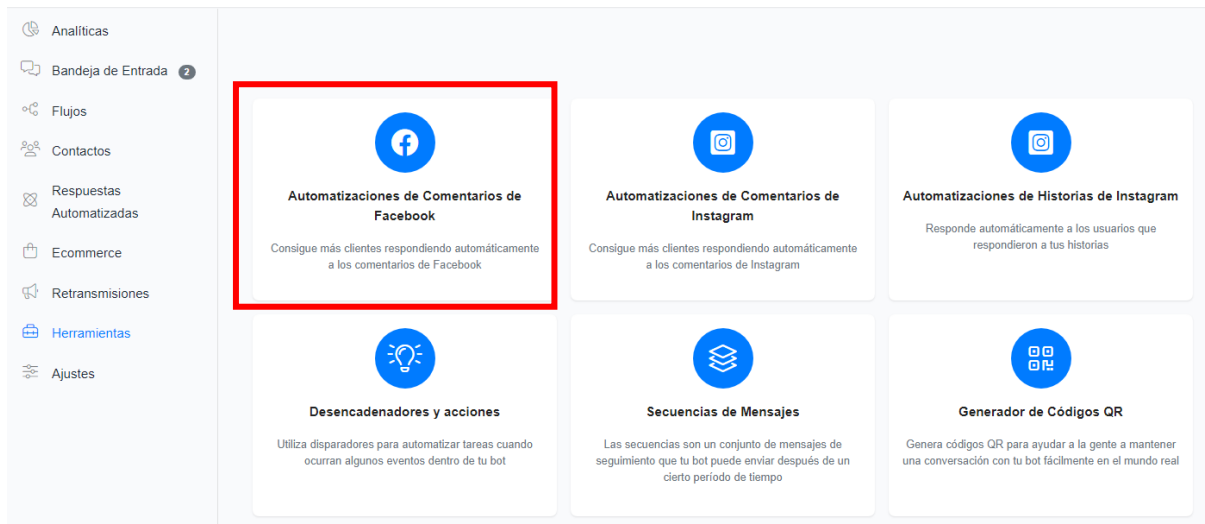 Analíticas
Bandeja de Entrada 2
Flujos
Contactos
Respuestas
Automatizadas
Ecommerce
Retransmisiones
Herramientas
Ajustes
Automatizaciones de Comentarios de
Facebook
Consigue más clientes respondiendo automáticamente
a los comentarios de Facebook
Automatizaciones de Comentarios de
Instagram
Consigue más clientes respondiendo automáticamente
a los comentarios de Instagram
Automatizaciones de Historias de Instagram
Responde automáticamente a los usuarios que
respondieron a tus historias
Desencadenadores y acciones
Utiliza disparadores para automatizar tareas cuando
ocurran algunos eventos dentro de tu bot
Secuencias de Mensajes
Las secuencias son un conjunto de mensajes de
seguimiento que tu bot puede enviar después de un
cierto período de tiempo
Generador de Códigos QR
Genera códigos QR para ayudar a la gente a mantener
una conversación con tu bot fácilmente en el mundo real